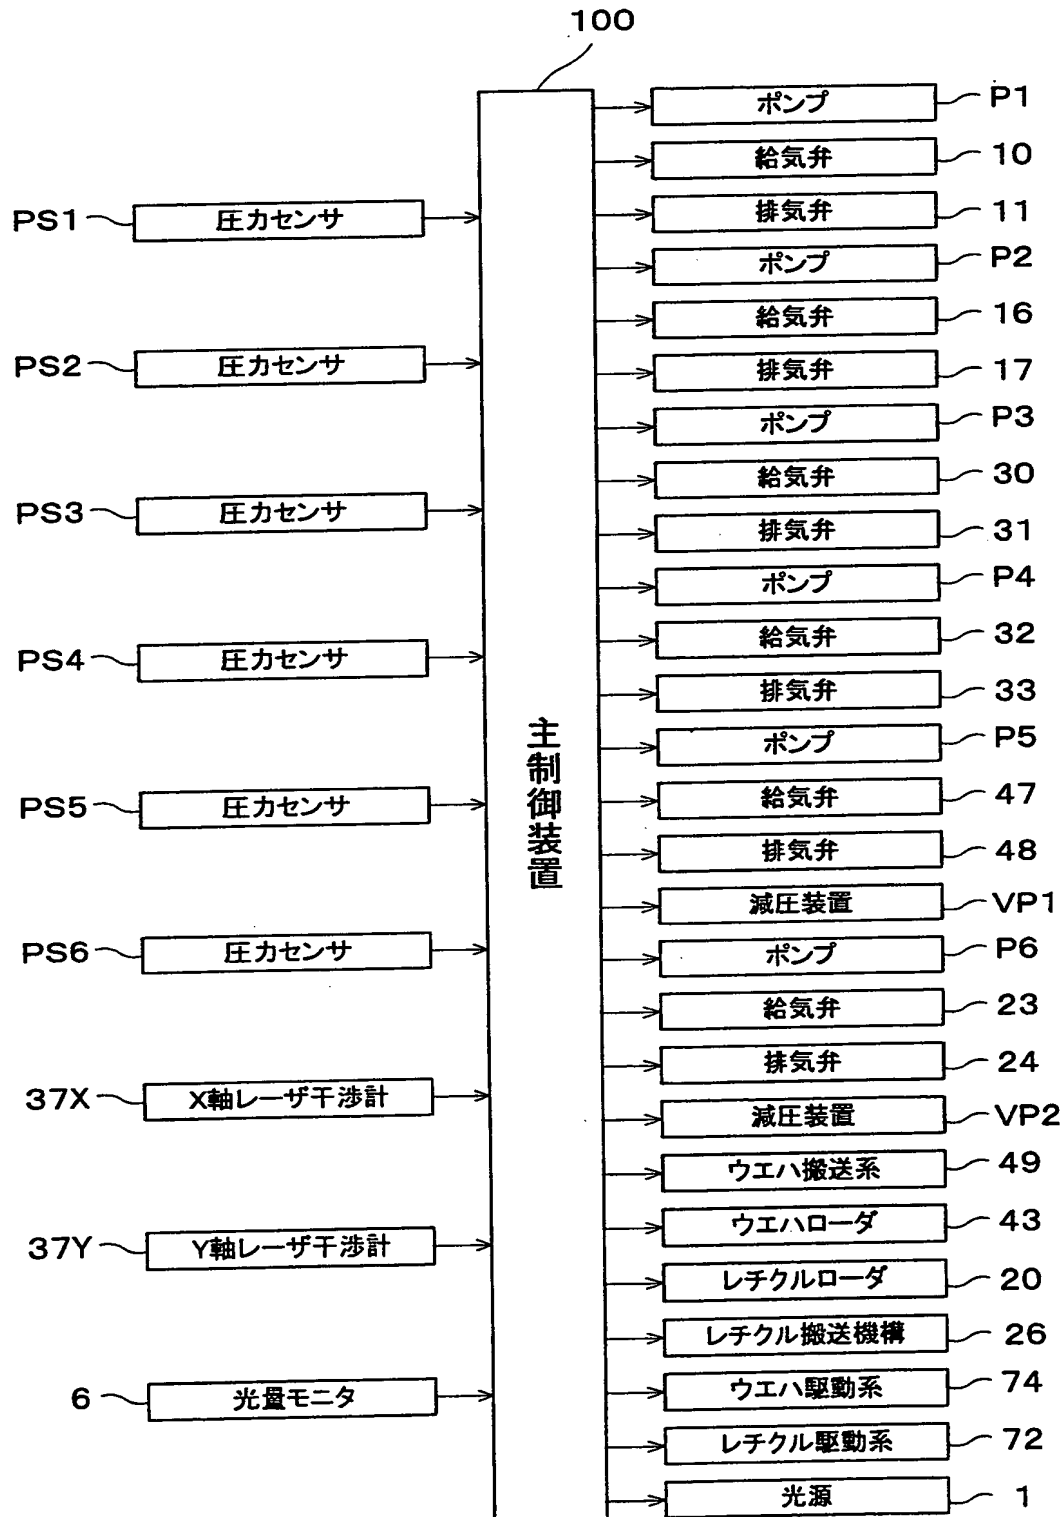 100
PS1 圧力センサ
PS2 圧力センサ
PS3 圧力センサ
PS4 圧力センサ
PS5 圧力センサ
PS6 圧力センサ
37X X軸レーザ干渉計
37Y Y軸レーザ干渉計
6 光量モニタ
主制御装置
ポンプ P1
給気弁 10
排気弁 11
ポンプ P2
給気弁 16
排気弁 17
ポンプ P3
給気弁 30
排気弁 31
ポンプ P4
給気弁 32
排気弁 33
ポンプ P5
給気弁 47
排気弁 48
減圧装置 VP1
ポンプ P6
給気弁 23
排気弁 24
減圧装置 VP2
ウエハ搬送系 49
ウエハローダ 43
レチクルローダ 20
レチクル搬送機構 26
ウエハ駆動系 74
レチクル駆動系 72
光源 1